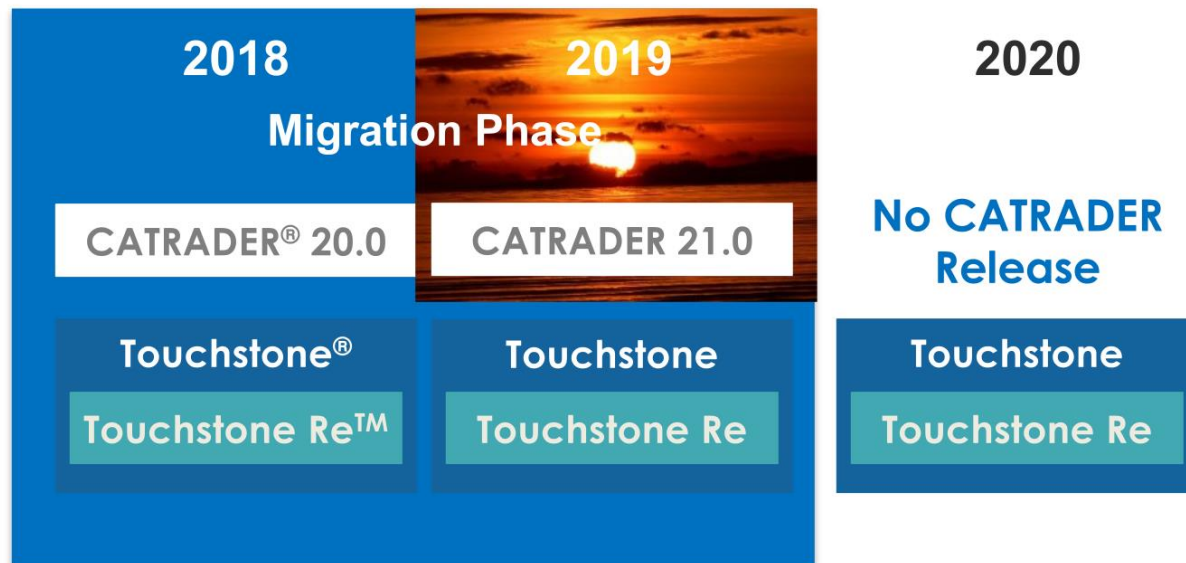 2018 2019 2020
Migration Phase
CATRADER® 20.0 CATRADER 21.0 No CATRADER
Release
Touchstone® Touchstone Touchstone
Touchstone Re™ Touchstone Re Touchstone Re